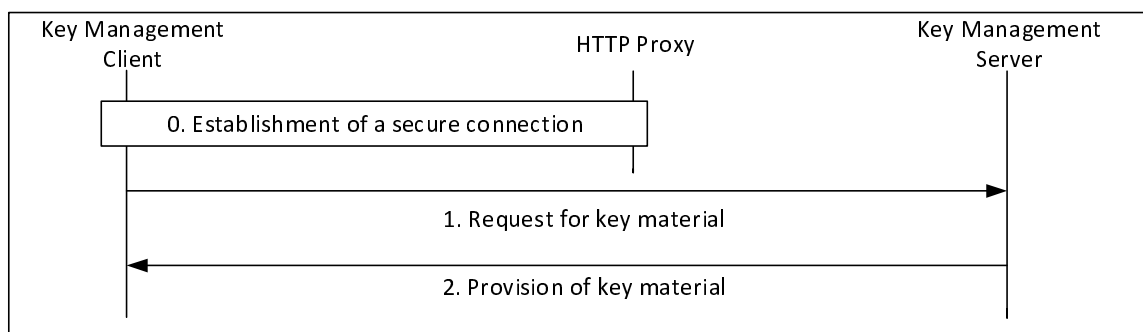 Key Management
Client
HTTP Proxy
Key Management
Server
0. Establishment of a secure connection
1. Request for key material
2. Provision of key material